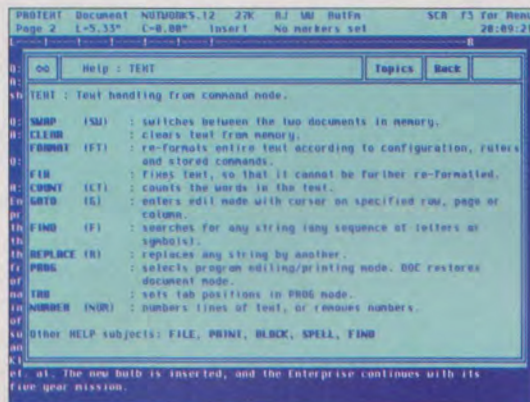 PROTEXT Document NUTWORKS.12 27K RJ WW HotFn SCR F3 for Menu
Page 2 L-5.33" C-0.00" Insert No markers set 20:09:21
Help : TEXT Topics Back
TEXT : Text handling from command mode.
SWAP (SW) : switches between the two documents in memory.
CLEAR : clears text from memory.
FORMAT (FT) : re-formats entire text according to configuration, rulers
and stored commands.
FIX : fixes text, so that it cannot be further re-formatted.
COUNT (CT) : counts the words in the text.
GOTO (G) : enters edit mode with cursor on specified row, page or
column.
FIND (F) : searches for any string (any sequence of letters or
symbols).
REPLACE (R) : replaces any string by another.
PROG : selects program editing/printing mode. DOC restores
document mode.
TAB : sets tab positions in PROG mode.
NUMBER (NUM) : numbers lines of text, or removes numbers.
Other HELP subjects: FILE, PRINT, BLOCK, SPELL, FIND
et. al. The new bulb is inserted, and the Enterprise continues with its
five year mission.